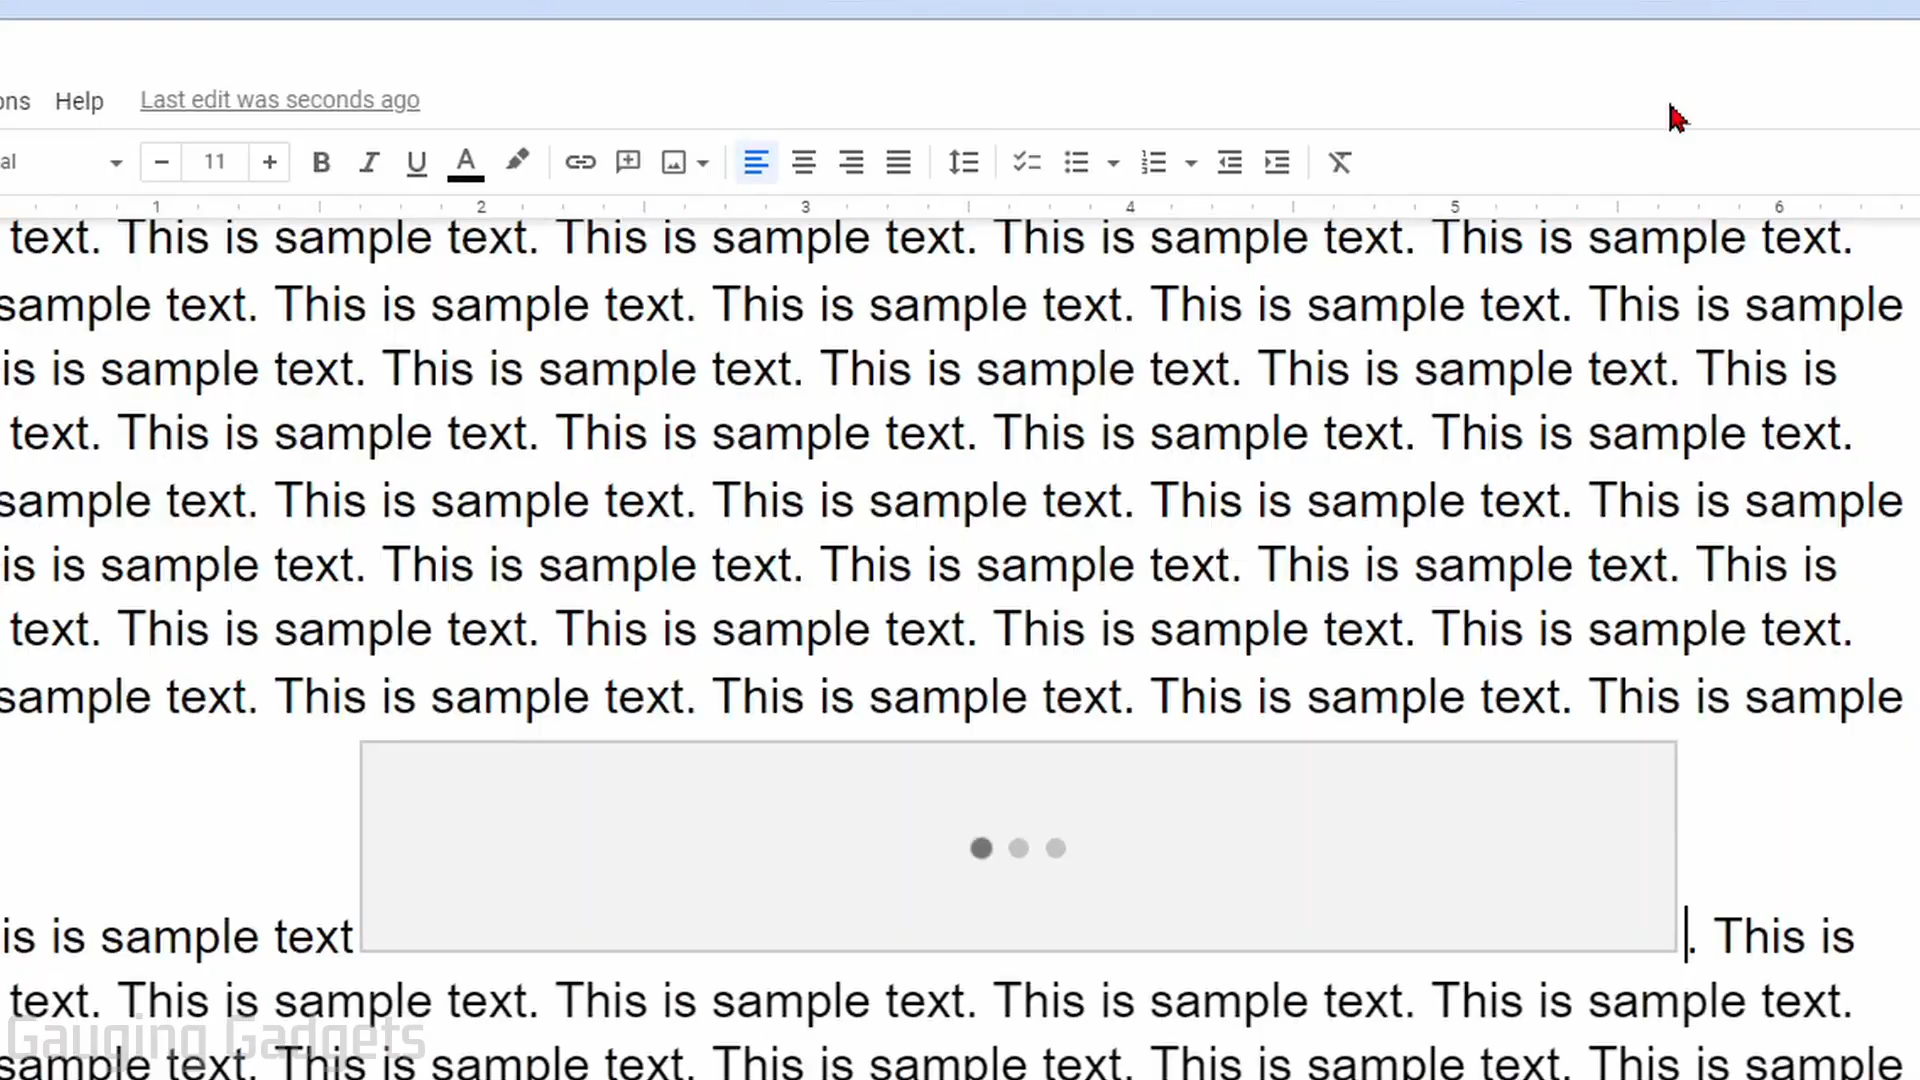 ons Help Last edit was seconds ago
al 11
1 2 3 4 5 6
text. This is sample text. This is sample text. This is sample text. This is sample text.
sample text. This is sample text. This is sample text. This is sample text. This is sample
is is sample text. This is sample text. This is sample text. This is sample text. This is
text. This is sample text. This is sample text. This is sample text. This is sample text.
sample text. This is sample text. This is sample text. This is sample text. This is sample
is is sample text. This is sample text. This is sample text. This is sample text. This is
text. This is sample text. This is sample text. This is sample text. This is sample text.
sample text. This is sample text. This is sample text. This is sample text. This is sample
is is sample text . This is
text. This is sample text. This is sample text. This is sample text. This is sample text.
Gauging Gadgets
sample text. This is sample text. This is sample text. This is sample text. This is sample